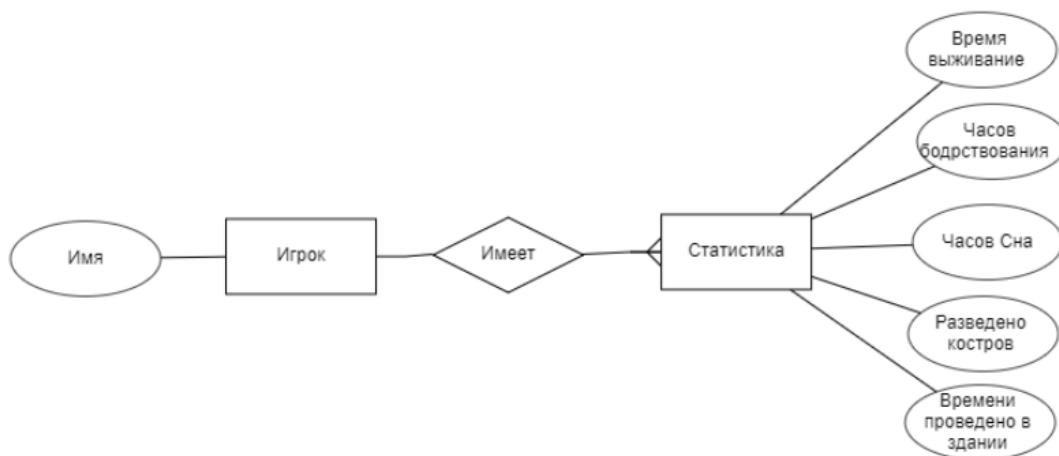 Имя
Игрок
Имеет
Статистика
Время
выживание
Часов
бодрствования
Часов Сна
Разведено
костров
Времени
проведено в
здании